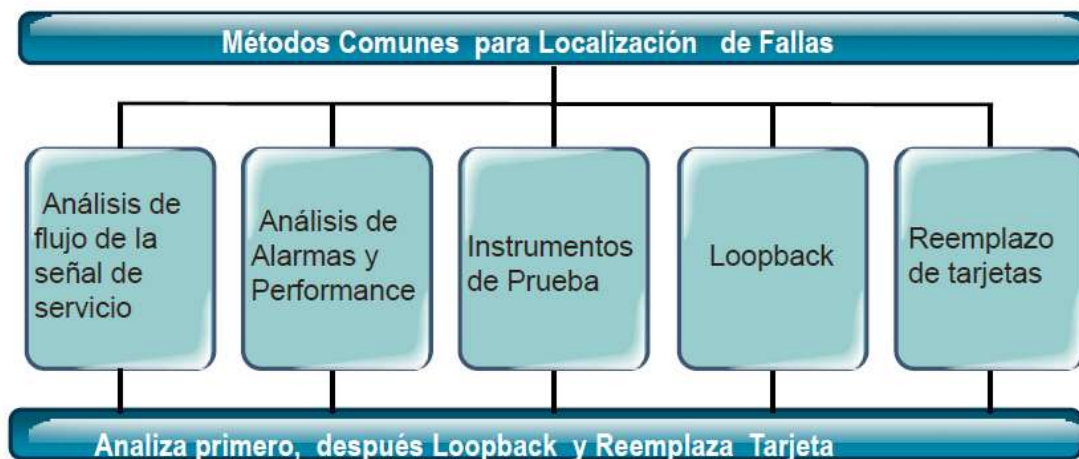 Métodos Comunes para Localización de Fallas
Análisis de
flujo de la
señal de
servicio
Análisis de
Alarmas y
Performance
Instrumentos
de Prueba
Loopback
Reemplazo
de tarjetas
Analiza primero, después Loopback y Reemplaza Tarjeta